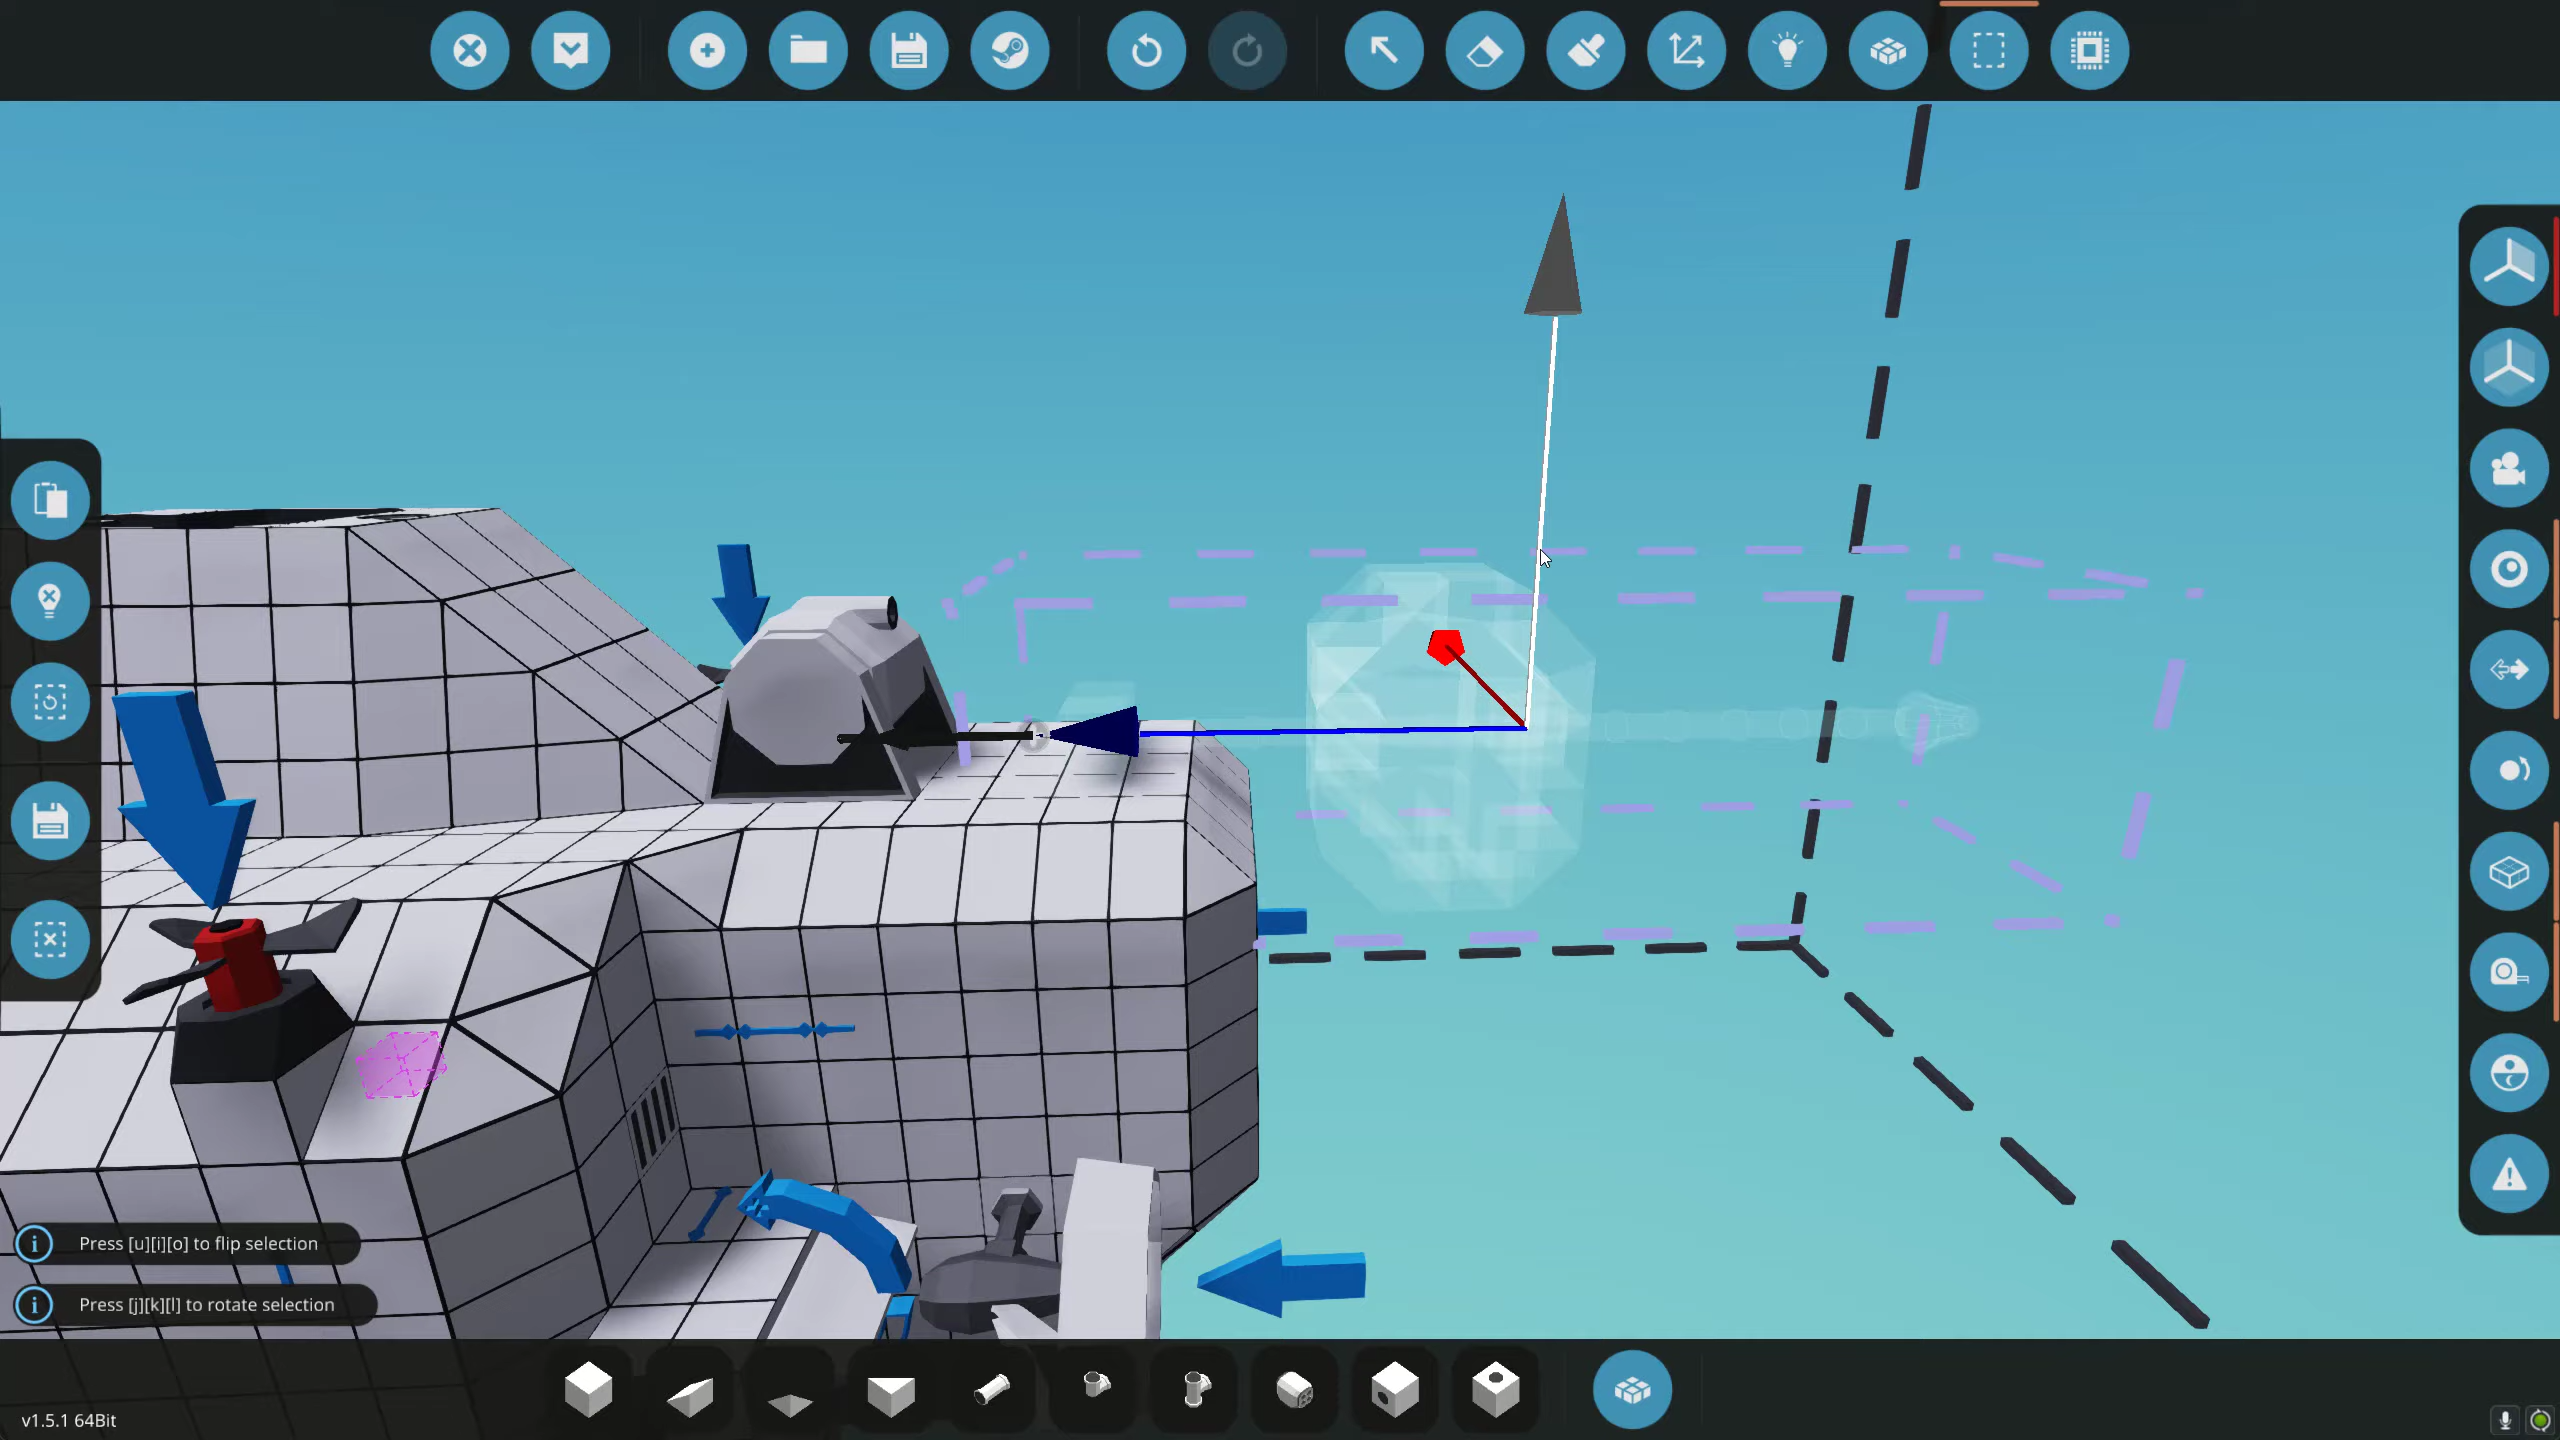 Press [u][i][o] to flip selection
Press [j][k][l] to rotate selection
v1.5.1 64Bit